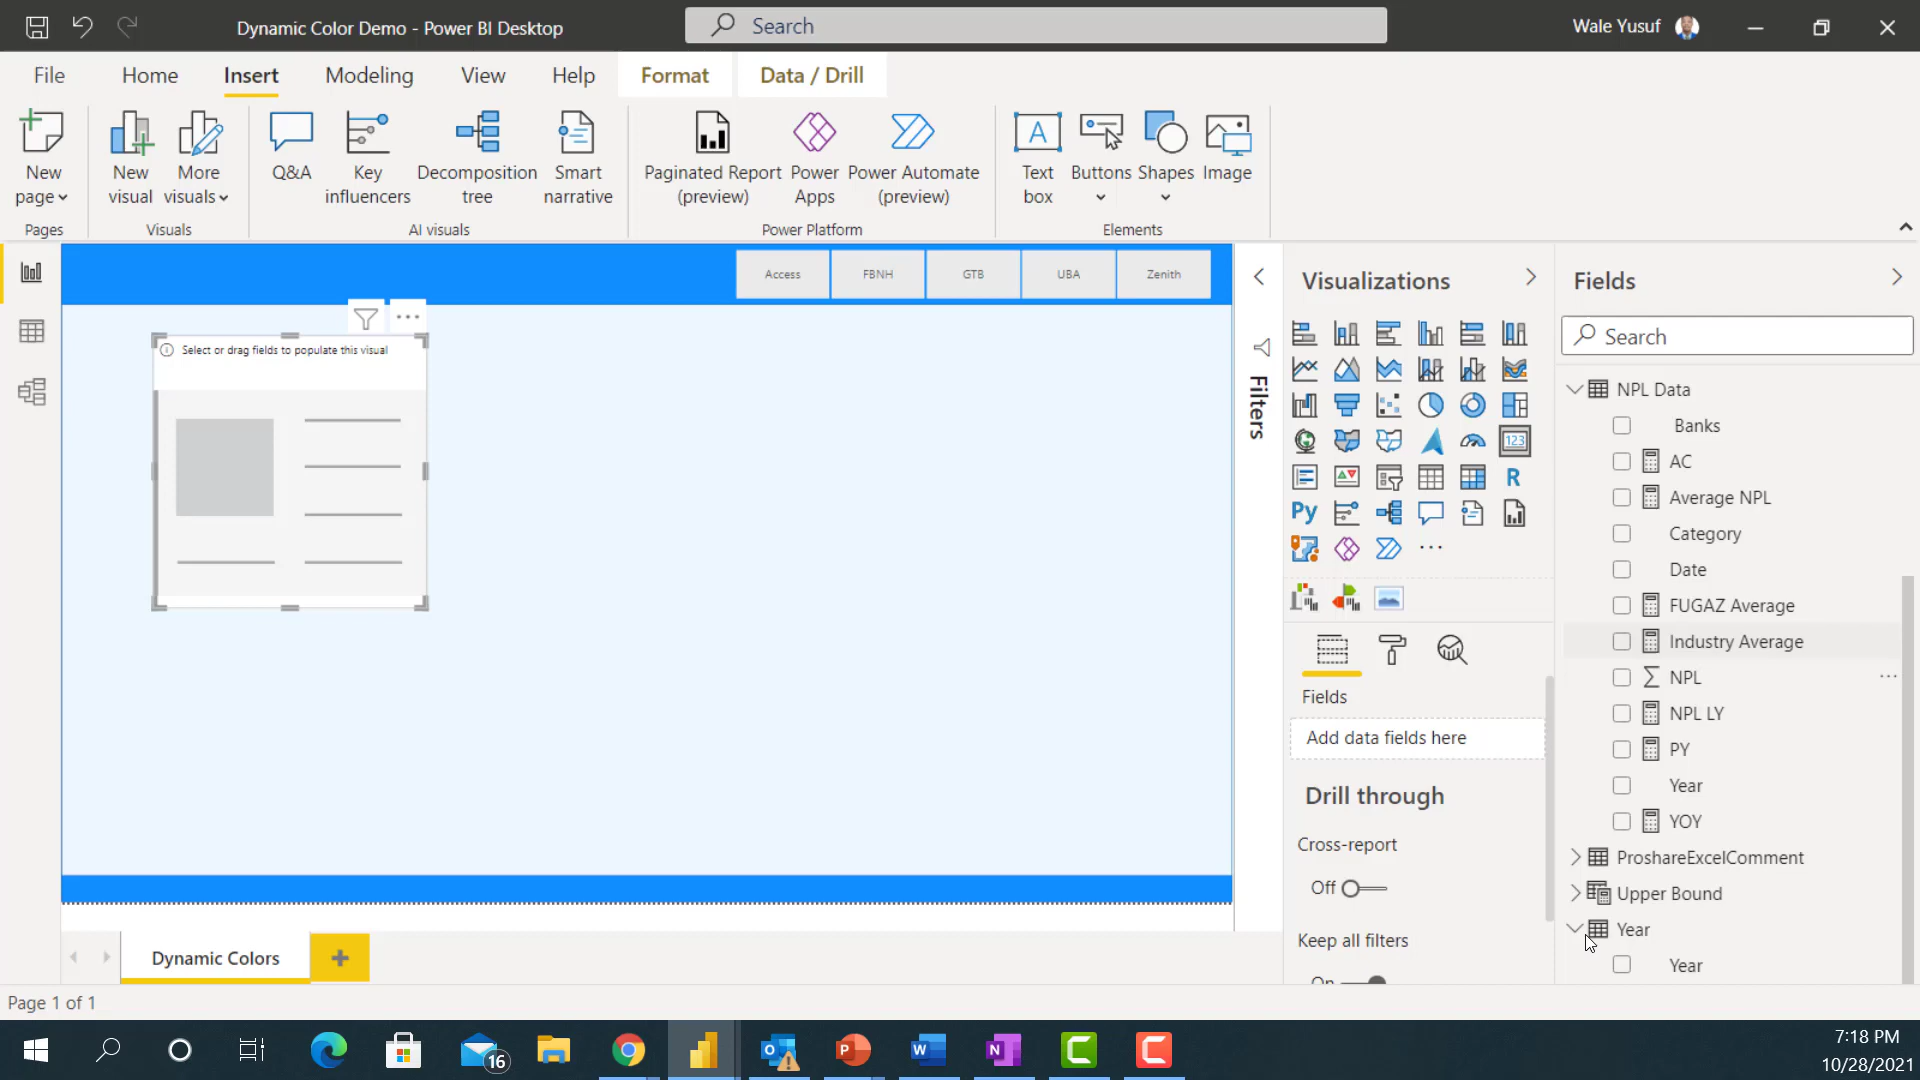 Dynamic Color Demo - Power BI Desktop
Search
Wale Yusuf
File
Home
Insert
Modeling
View
Help
Format
Data / Drill
New
page
New
visual
More
visuals
Q&A
Key
influencers
Decomposition
tree
Smart
narrative
Paginated Report
(preview)
Power
Apps
Power Automate
(preview)
Text
box
Buttons
Shapes
Image
Pages
Visuals
AI visuals
Power Platform
Elements
Access
FBNH
GTB
UBA
Zenith
Select or drag fields to populate this visual
Filters
Visualizations
123
R
Py
Fields
Add data fields here
Drill through
Cross-report
Off
Keep all filters
On
Fields
Search
NPL Data
Banks
AC
Average NPL
Category
Date
FUGAZ Average
Industry Average
NPL
NPL LY
PY
Year
YOY
ProshareExcelComment
Upper Bound
Year
Year
Dynamic Colors
Page 1 of 1
16
7:18 PM
10/28/2021